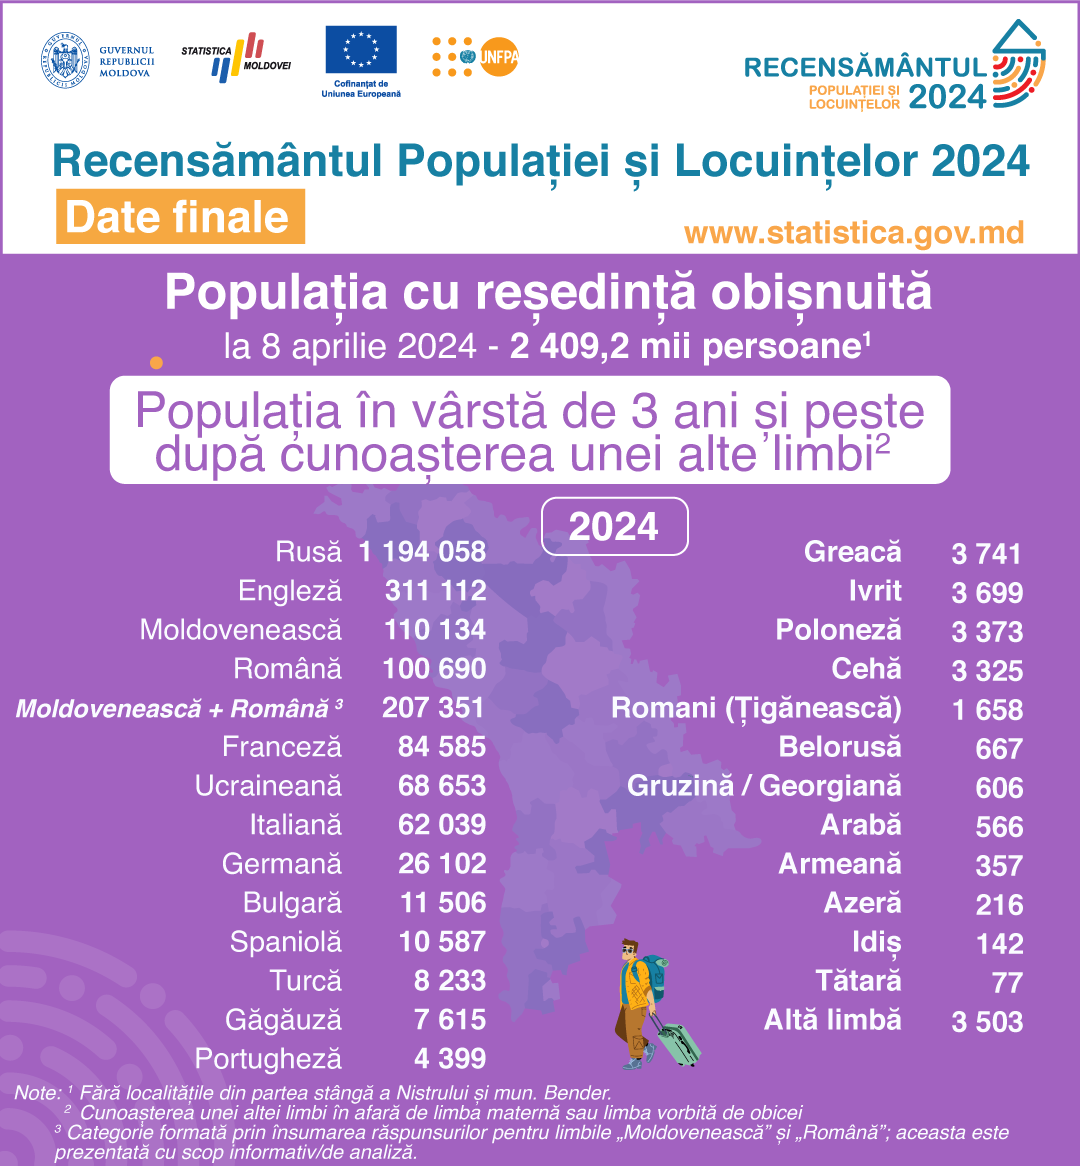 GUVERNUL
REPUBLICII
MOLDOVA
STATISTICA
MOLDOVEI
Cofinanțat de
Uniunea Europeană
UNFPA
RECENSĂMÂNTUL
POPULAȚIEI ȘI
LOCUINȚELOR
2024
Recensământul Populației și Locuințelor 2024
Date finale
www.statistica.gov.md
Populația cu reședință obișnuită
la 8 aprilie 2024 - 2 409,2 mii persoane¹
Populația în vârstă de 3 ani și peste
după cunoașterea unei alte limbi²
2024
Rusă 1 194 058
Engleză 311 112
Moldovenească 110 134
Română 100 690
Moldovenească + Română ³ 207 351
Franceză 84 585
Ucraineană 68 653
Italiană 62 039
Germană 26 102
Bulgară 11 506
Spaniolă 10 587
Turcă 8 233
Găgăuză 7 615
Portugheză 4 399
Greacă 3 741
Ivrit 3 699
Poloneză 3 373
Cehă 3 325
Romani (Țigănească) 1 658
Belorusă 667
Gruzină / Georgiană 606
Arabă 566
Armeană 357
Azeră 216
Idiș 142
Tătară 77
Altă limbă 3 503
Note: ¹ Fără localitățile din partea stângă a Nistrului și mun. Bender.
² Cunoașterea unei altei limbi în afară de limba maternă sau limba vorbită de obicei
³ Categorie formată prin însumarea răspunsurilor pentru limbile „Moldovenească” și „Română”; aceasta este
prezentată cu scop informativ/de analiză.